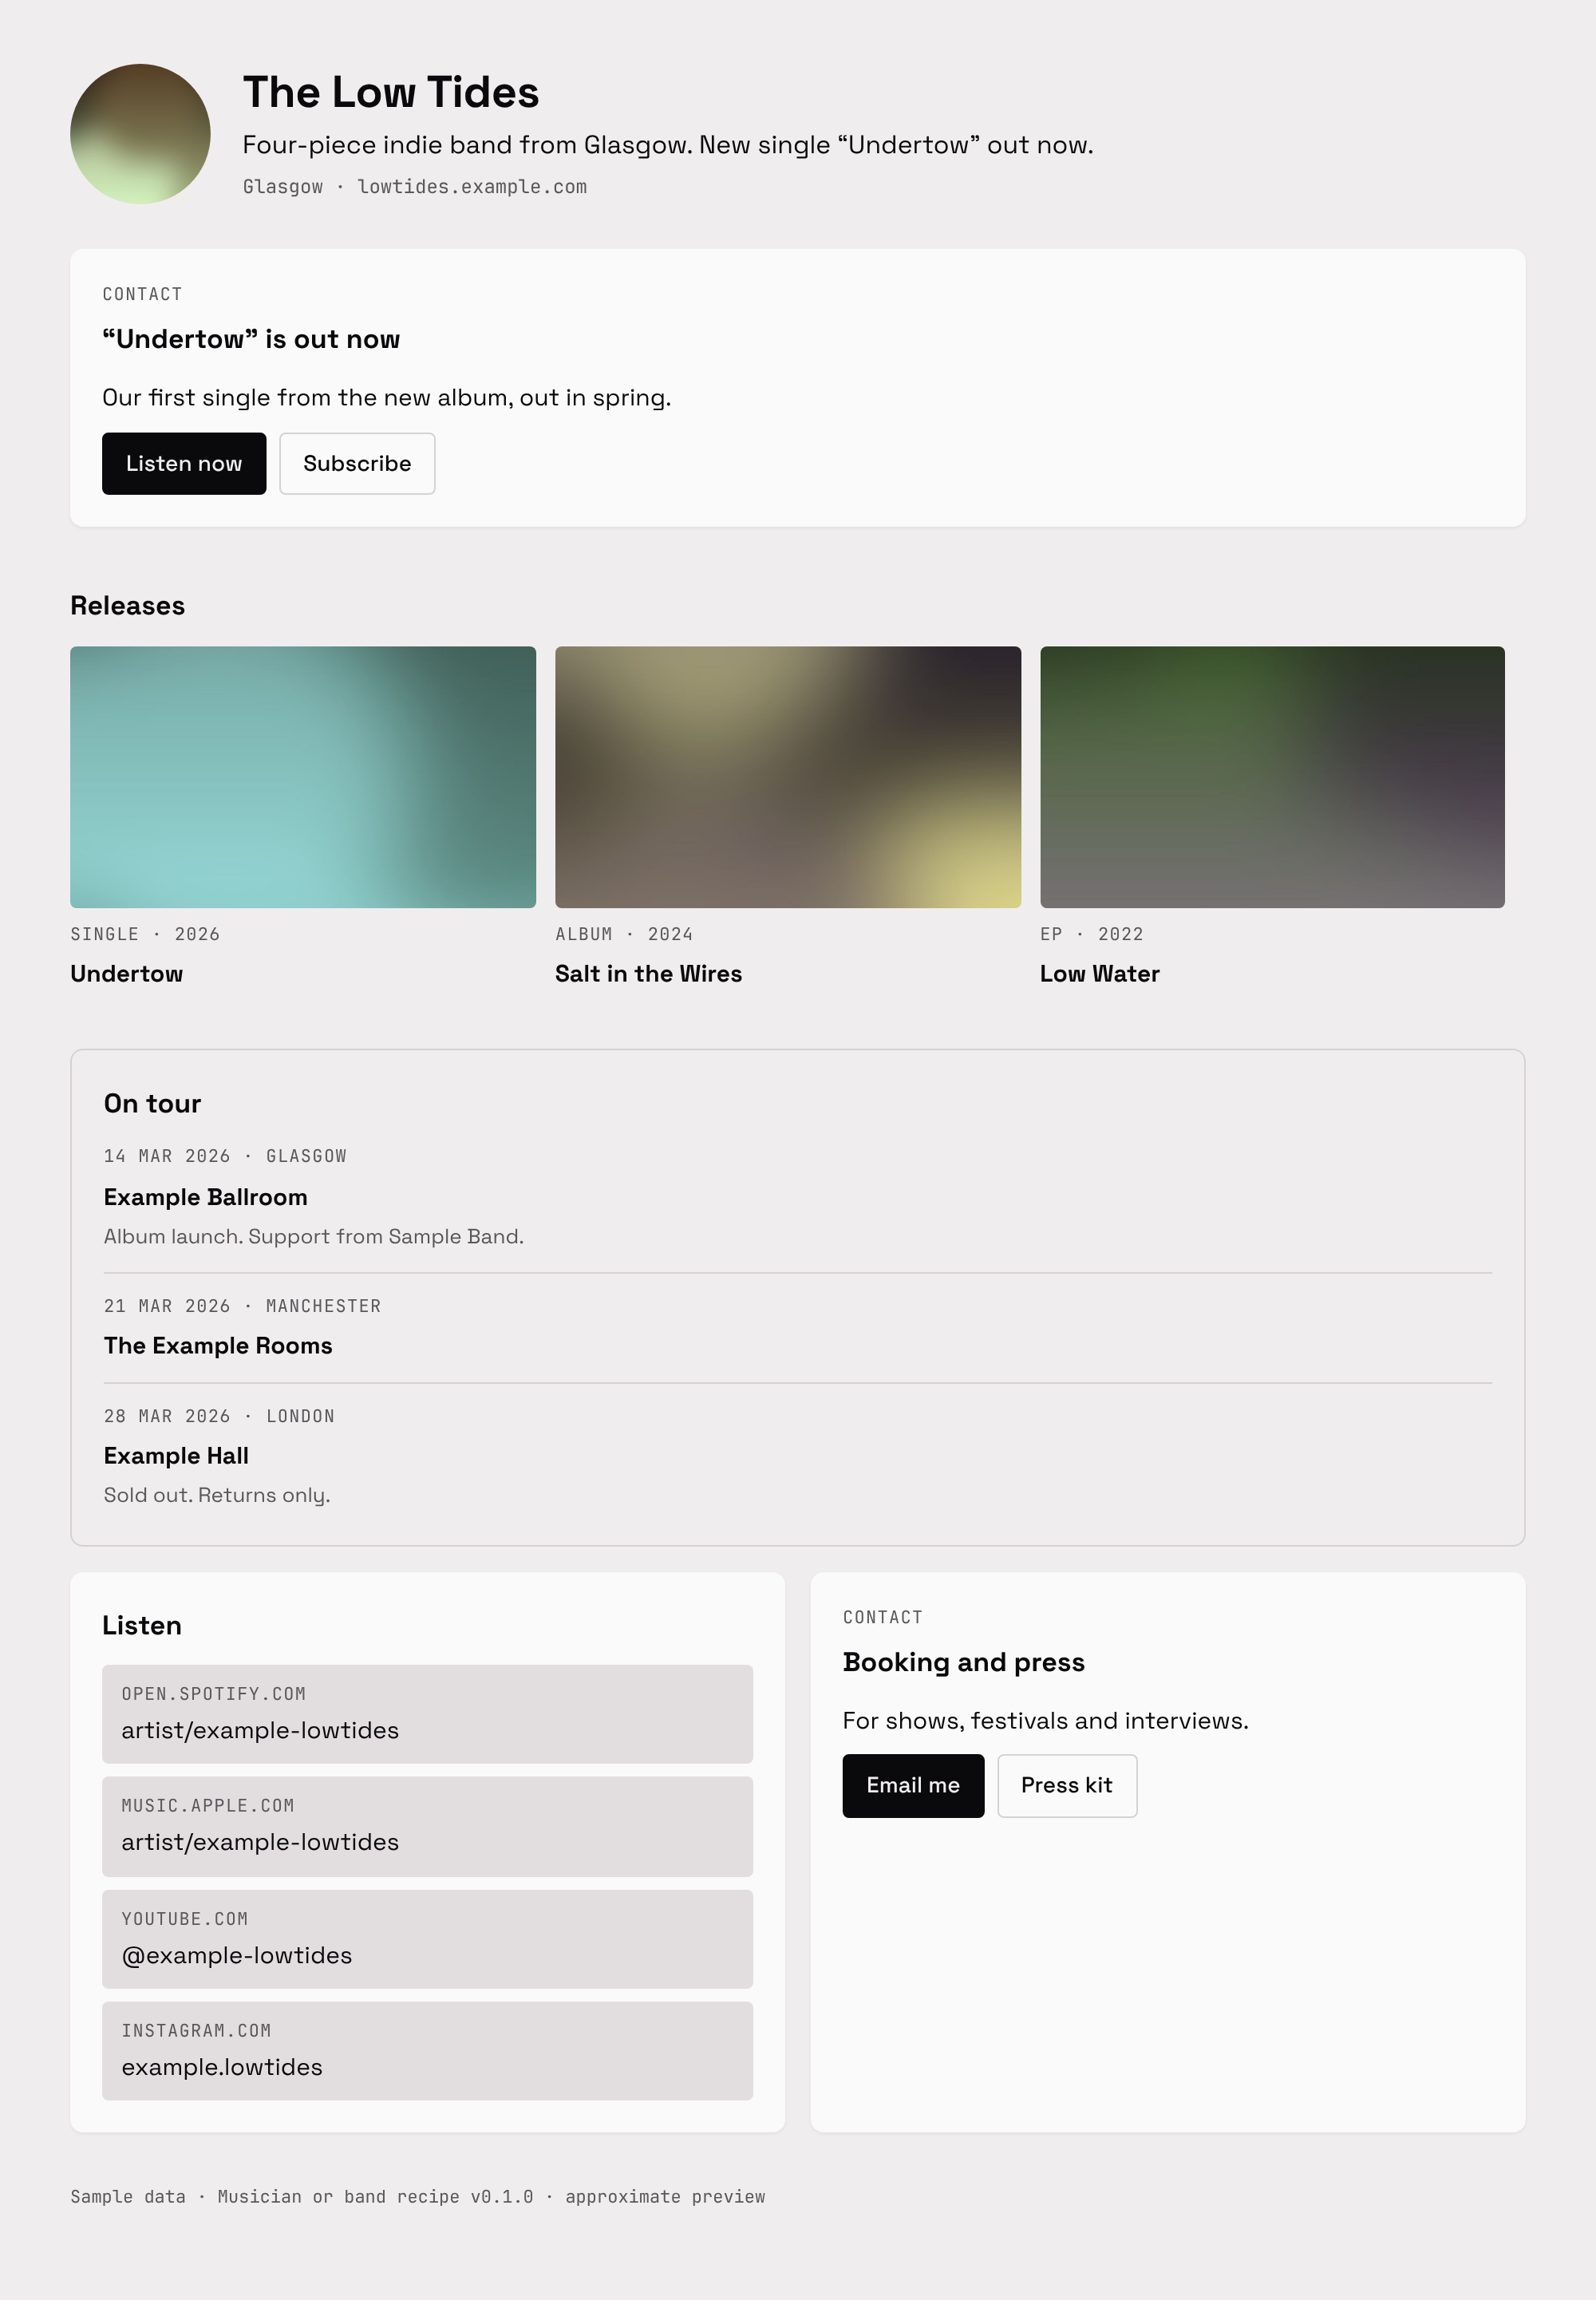 The Low Tides
Four-piece indie band from Glasgow. New single “Undertow” out now.
Glasgow · lowtides.example.com
CONTACT
“Undertow” is out now
Our first single from the new album, out in spring.
Listen now
Subscribe
Releases
SINGLE · 2026
Undertow
ALBUM · 2024
Salt in the Wires
EP · 2022
Low Water
On tour
14 MAR 2026 · GLASGOW
Example Ballroom
Album launch. Support from Sample Band.
21 MAR 2026 · MANCHESTER
The Example Rooms
28 MAR 2026 · LONDON
Example Hall
Sold out. Returns only.
Listen
OPEN.SPOTIFY.COM
artist/example-lowtides
MUSIC.APPLE.COM
artist/example-lowtides
YOUTUBE.COM
@example-lowtides
INSTAGRAM.COM
example.lowtides
CONTACT
Booking and press
For shows, festivals and interviews.
Email me
Press kit
Sample data · Musician or band recipe v0.1.0 · approximate preview